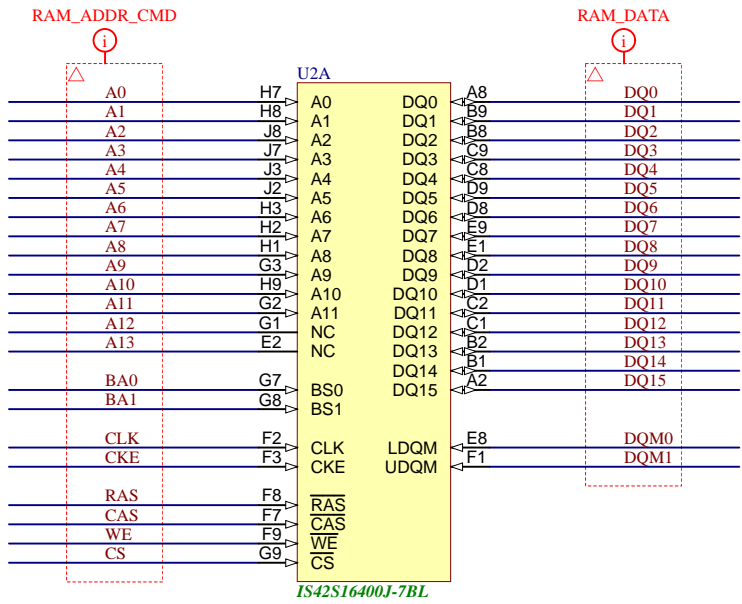 RAM_ADDR_CMD RAM_DATA
i i
U2A
A0 H7 A0 DQ0 A8 DQ0
A1 H8 A1 DQ1 B9 DQ1
A2 J8 A2 DQ2 B8 DQ2
A3 J7 A3 DQ3 C9 DQ3
A4 J3 A4 DQ4 C8 DQ4
A5 J2 A5 DQ5 D9 DQ5
A6 H3 A6 DQ6 D8 DQ6
A7 H2 A7 DQ7 E9 DQ7
A8 H1 A8 DQ8 E1 DQ8
A9 G3 A9 DQ9 D2 DQ9
A10 H9 A10 DQ10 D1 DQ10
A11 G2 A11 DQ11 C2 DQ11
A12 G1 NC DQ12 C1 DQ12
A13 E2 NC DQ13 B2 DQ13
DQ14 B1 DQ14
BA0 G7 BS0 DQ15 A2 DQ15
BA1 G8 BS1
CLK F2 CLK LDQM E8 DQM0
CKE F3 CKE UDQM F1 DQM1
RAS F8 RAS
CAS F7 CAS
WE F9 WE
CS G9 CS
IS42S16400J-7BL